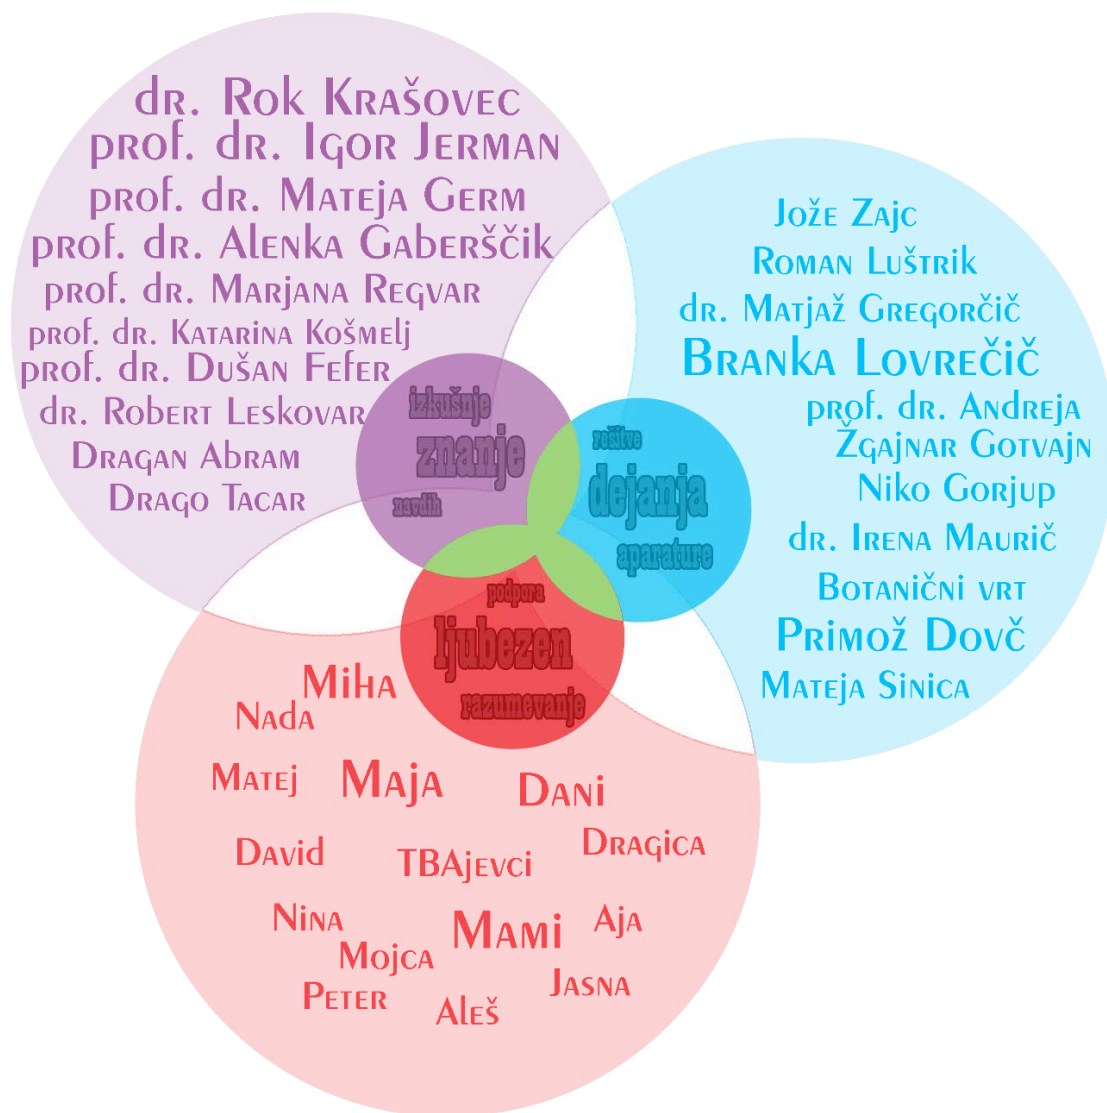 dr. Rok Krašovec
prof. dr. Igor Jerman
prof. dr. Mateja Germ
prof. dr. Alenka Gaberščik
prof. dr. Marjana Regvar
prof. dr. Katarina Košmelj
prof. dr. Dušan Fefer
dr. Robert Leskovar
Dragan Abram
Drago Tacar
izkušnje
znanje
navdih
Jože Zajc
Roman Luštrik
dr. Matjaž Gregorčič
Branka Lovrečič
prof. dr. Andreja
Žgajnar Gotvajn
Niko Gorjup
dr. Irena Maurič
Botanični vrt
Primož Dovč
Mateja Sinica
rešitve
dejanja
aparature
podpora
ljubezen
razumevanje
Miha
Nada
Matej
Maja
Dani
David
TBAjevci
Dragica
Nina
Mami
Aja
Mojca
Jasna
Peter
Aleš